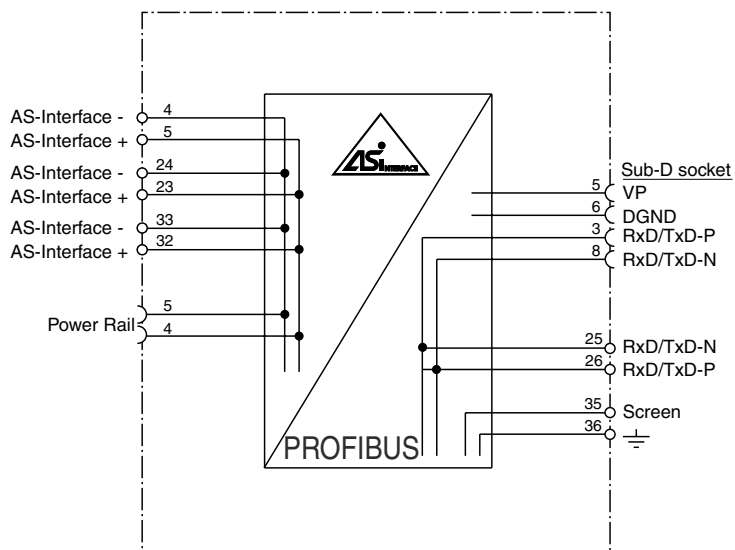 AS-Interface - 4
AS-Interface + 5
AS-Interface - 24
AS-Interface + 23
AS-Interface - 33
AS-Interface + 32
Power Rail
5
4
ASi INTERFACE
PROFIBUS
Sub-D socket
5 VP
6 DGND
3 RxD/TxD-P
8 RxD/TxD-N
25 RxD/TxD-N
26 RxD/TxD-P
35 Screen
36